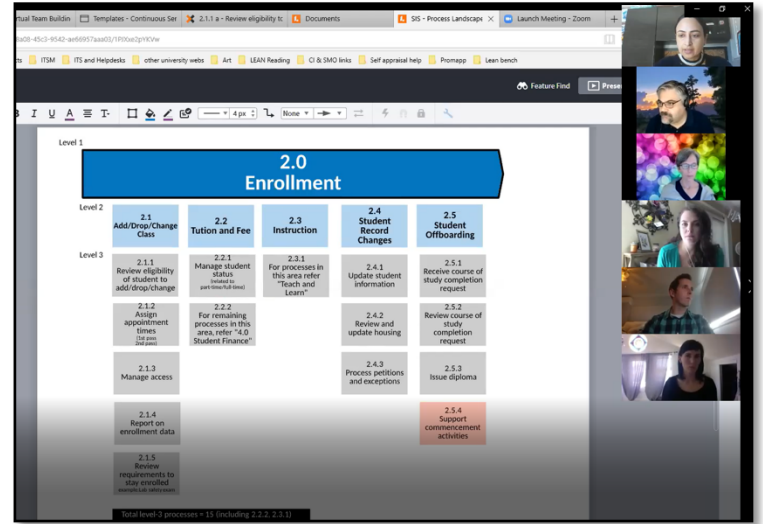 rtual Team Buildin
Templates - Continuous Ser
2.1.1 a - Review eligibility tc
Documents
SIS - Process Landscape
Launch Meeting - Zoom
8a08-45c3-9542-ae66957aaa03/
ITSM
ITS and Helpdesks
other university webs
Art
LEAN Reading
CI & SMO links
Self appraisal help
Promapp
Lean bench
Feature Find
Prese
B I U A
4 px
None
Level 1
2.0
Enrollment
Level 2
2.1
Add/Drop/Change
Class
2.2
Tution and Fee
2.3
Instruction
2.4
Student
Record
Changes
2.5
Student
Offboarding
Level 3
2.1.1
Review eligibility
of student to
add/drop/change
2.2.1
Manage student
status
(related to
part-time/full-time)
2.3.1
For processes in
this area refer
"Teach and
Learn"
2.4.1
Update student
information
2.5.1
Receive course of
study completion
request
2.1.2
Assign
appointment
times
(1st pass
2nd pass)
2.2.2
For remaining
processes in this
area, refer "4.0
Student Finance"
2.4.2
Review and
update housing
2.5.2
Review course of
study
completion
request
2.1.3
Manage access
2.4.3
Process petitions
and exceptions
2.5.3
Issue diploma
2.1.4
Report on
enrollment data
2.5.4
Support
commencement
activities
2.1.5
Review
requirements to
stay enrolled
Total level-3 processes = 15 (including 2.2.2, 2.3.1)